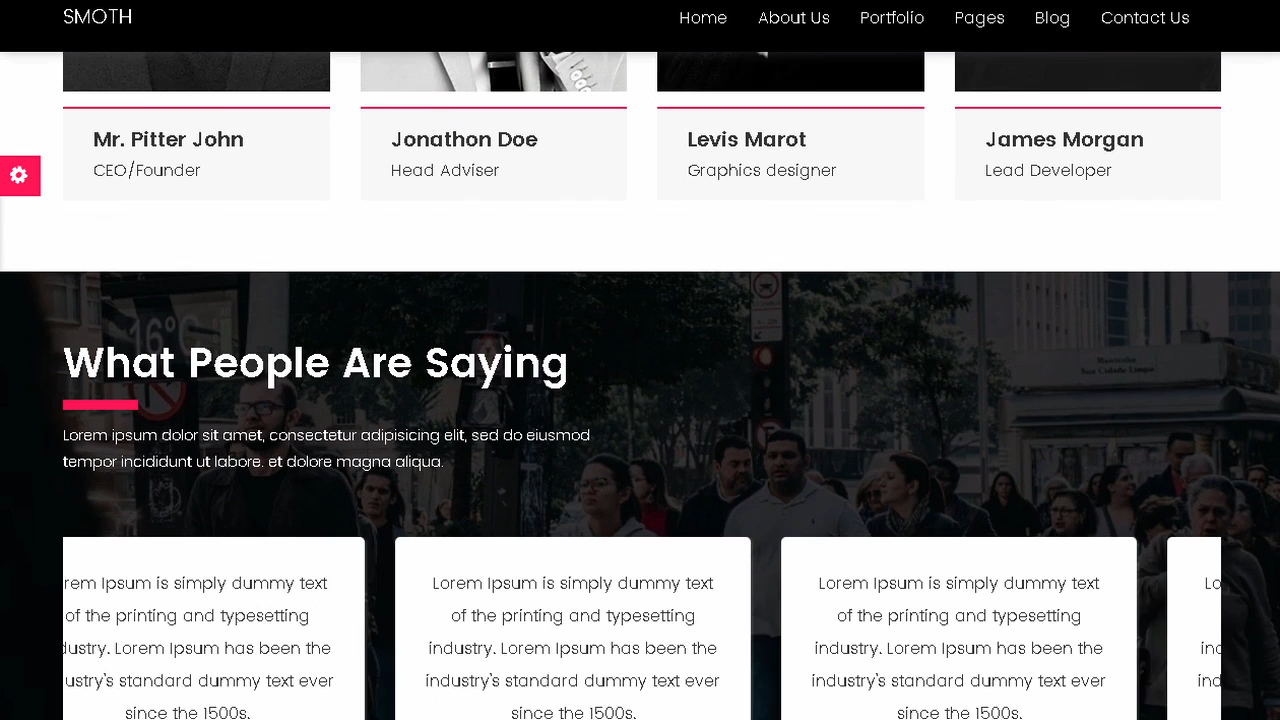 SMOTH
Home About Us Portfolio Pages Blog Contact Us
Mr. Pitter John
CEO/Founder
Jonathon Doe
Head Adviser
Levis Marot
Graphics designer
James Morgan
Lead Developer
16°
What People Are Saying
Lorem ipsum dolor sit amet, consectetur adipisicing elit, sed do eiusmod
tempor incididunt ut labore. et dolore magna aliqua.
rem Ipsum is simply dummy text
of the printing and typesetting
dustry. Lorem Ipsum has been the
ustry's standard dummy text ever
since the 1500s.
Lorem Ipsum is simply dummy text
of the printing and typesetting
industry. Lorem Ipsum has been the
industry's standard dummy text ever
since the 1500s.
Lorem Ipsum is simply dummy text
of the printing and typesetting
industry. Lorem Ipsum has been the
industry's standard dummy text ever
since the 1500s.
Lo
ind
ind